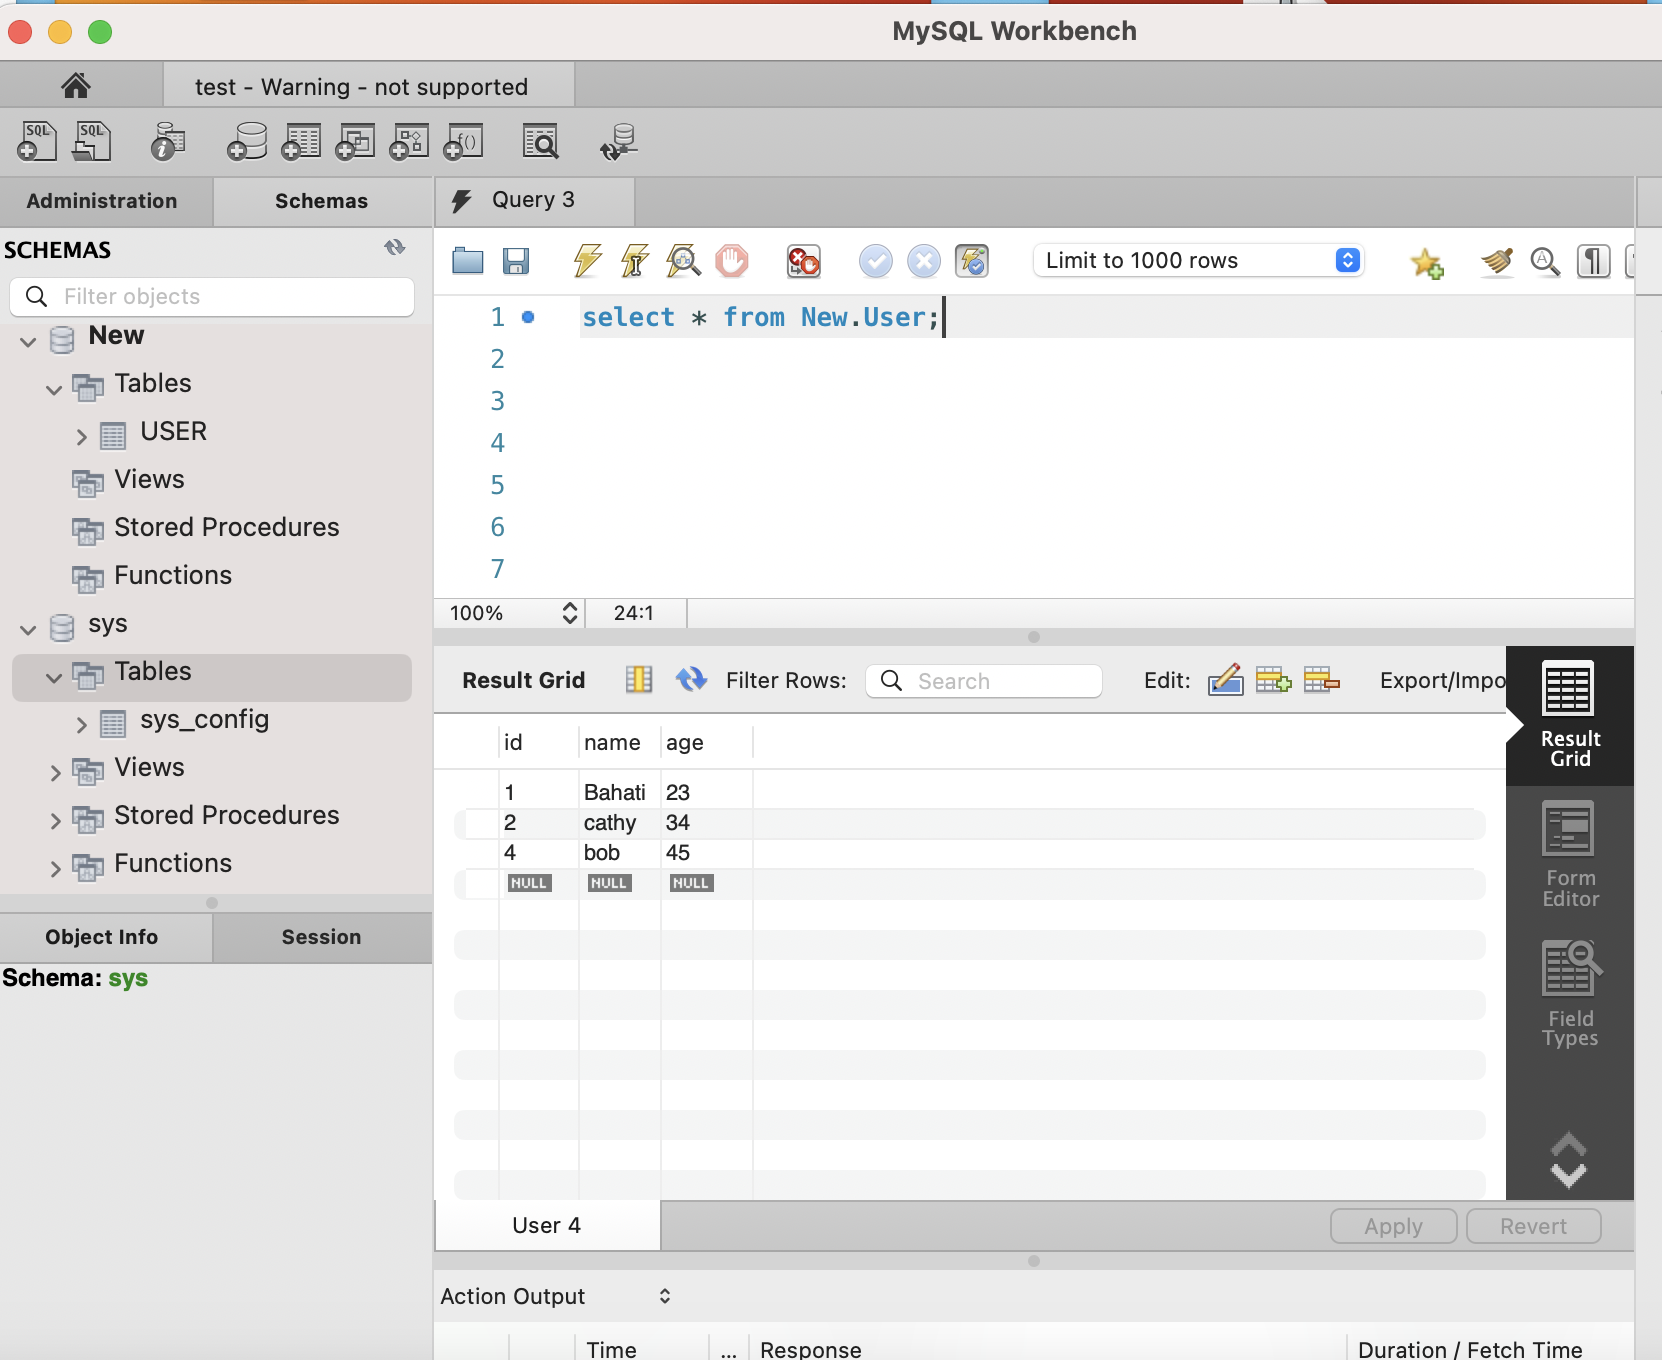 MySQL Workbench
test - Warning - not supported
SQL SQL i f()
Administration
Schemas
Query 3
SCHEMAS
Filter objects
Limit to 1000 rows
New
Tables
USER
Views
Stored Procedures
Functions
sys
Tables
sys_config
Views
Stored Procedures
Functions
Object Info
Session
Schema: sys
1 select * from New.User;
2
3
4
5
6
7
100% 24:1
Result Grid Filter Rows: Search Edit: Export/Impo
id name age
1 Bahati 23
2 cathy 34
4 bob 45
NULL NULL NULL
Result
Grid
Form
Editor
Field
Types
User 4
Apply Revert
Action Output
Time ... Response Duration / Fetch Time